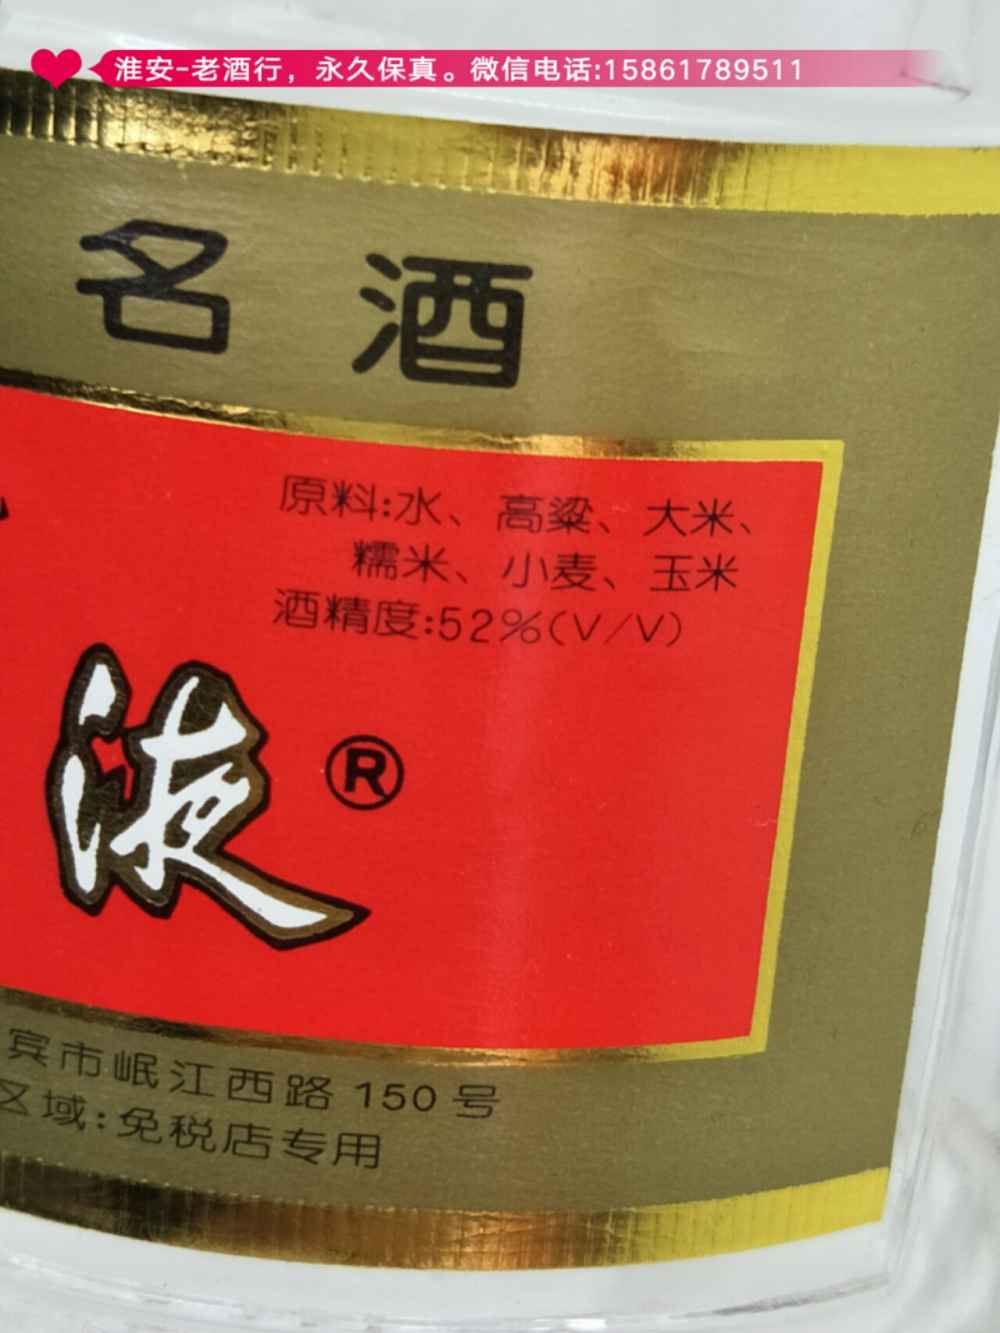 淮安-老酒行，永久保真。微信电话:15861789511
名酒
原料:水、高粱、大米、
糯米、小麦、玉米
酒精度:52%(V/V)
液®
宾市岷江西路150号
区域:免税店专用